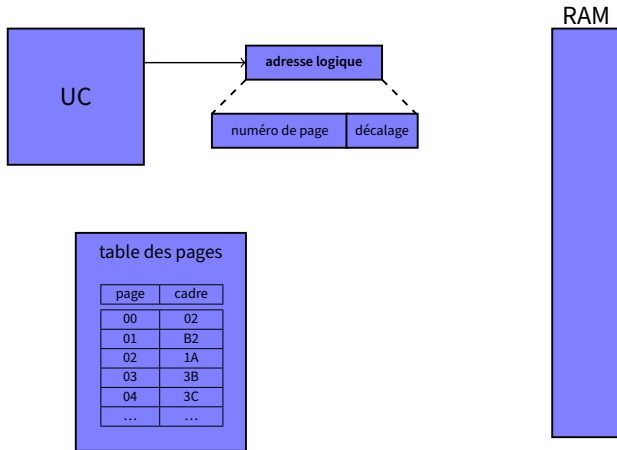 RAM
UC
adresse logique
numéro de page décalage
table des pages
page cadre
00 02
01 B2
02 1A
03 3B
04 3C
… …